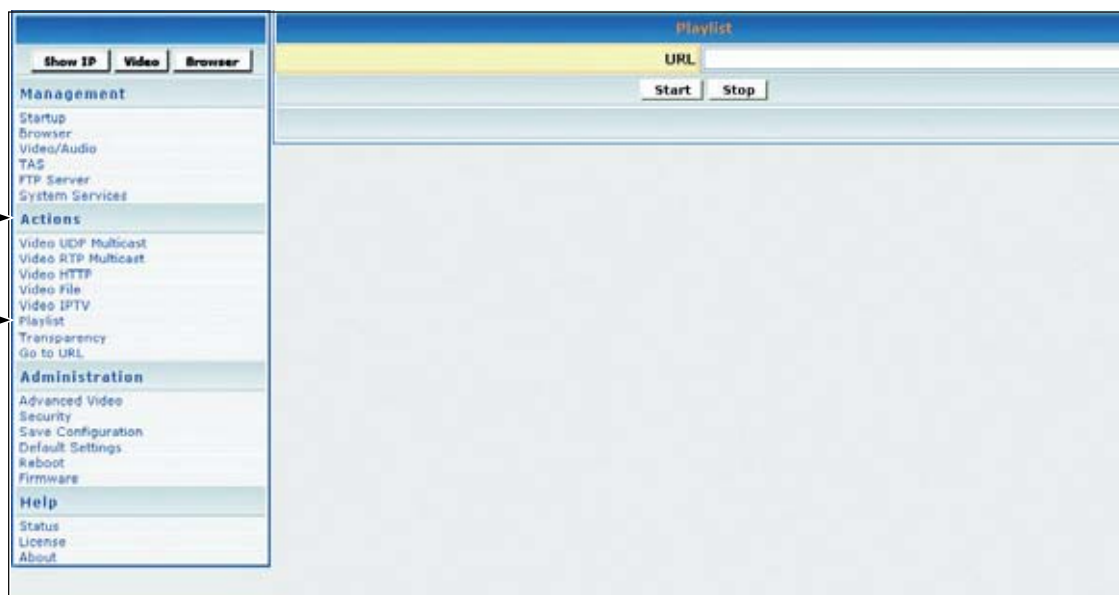 Show IP Video Browser
Management
Startup
Browser
Video/Audio
TAS
FTP Server
System Services
Actions
Video UDP Multicast
Video RTP Multicast
Video HTTP
Video File
Video IPTV
Playlist
Transparency
Go to URL
Administration
Advanced Video
Security
Save Configuration
Default Settings
Reboot
Firmware
Help
Status
License
About
Playlist
URL
Start Stop